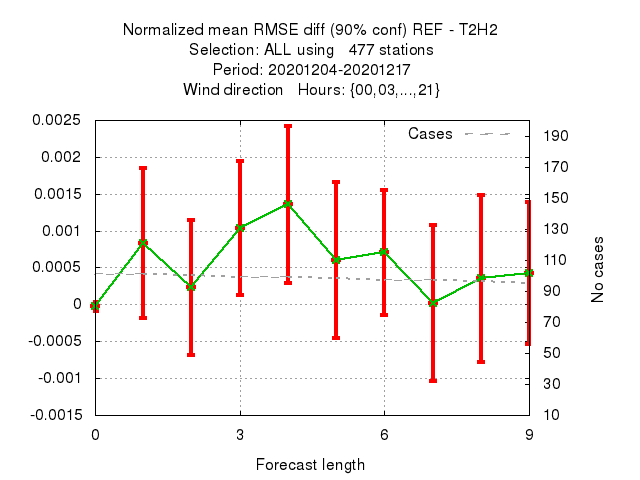 Normalized mean RMSE diff (90% conf) REF - T2H2
Selection: ALL using   477 stations
Period: 20201204-20201217
Wind direction   Hours: {00,03,...,21}
Cases
0.0025
0.002
0.0015
0.001
0.0005
0
-0.0005
-0.001
-0.0015
190
170
150
130
110
90
70
50
30
10
No cases
0 3 6 9
Forecast length